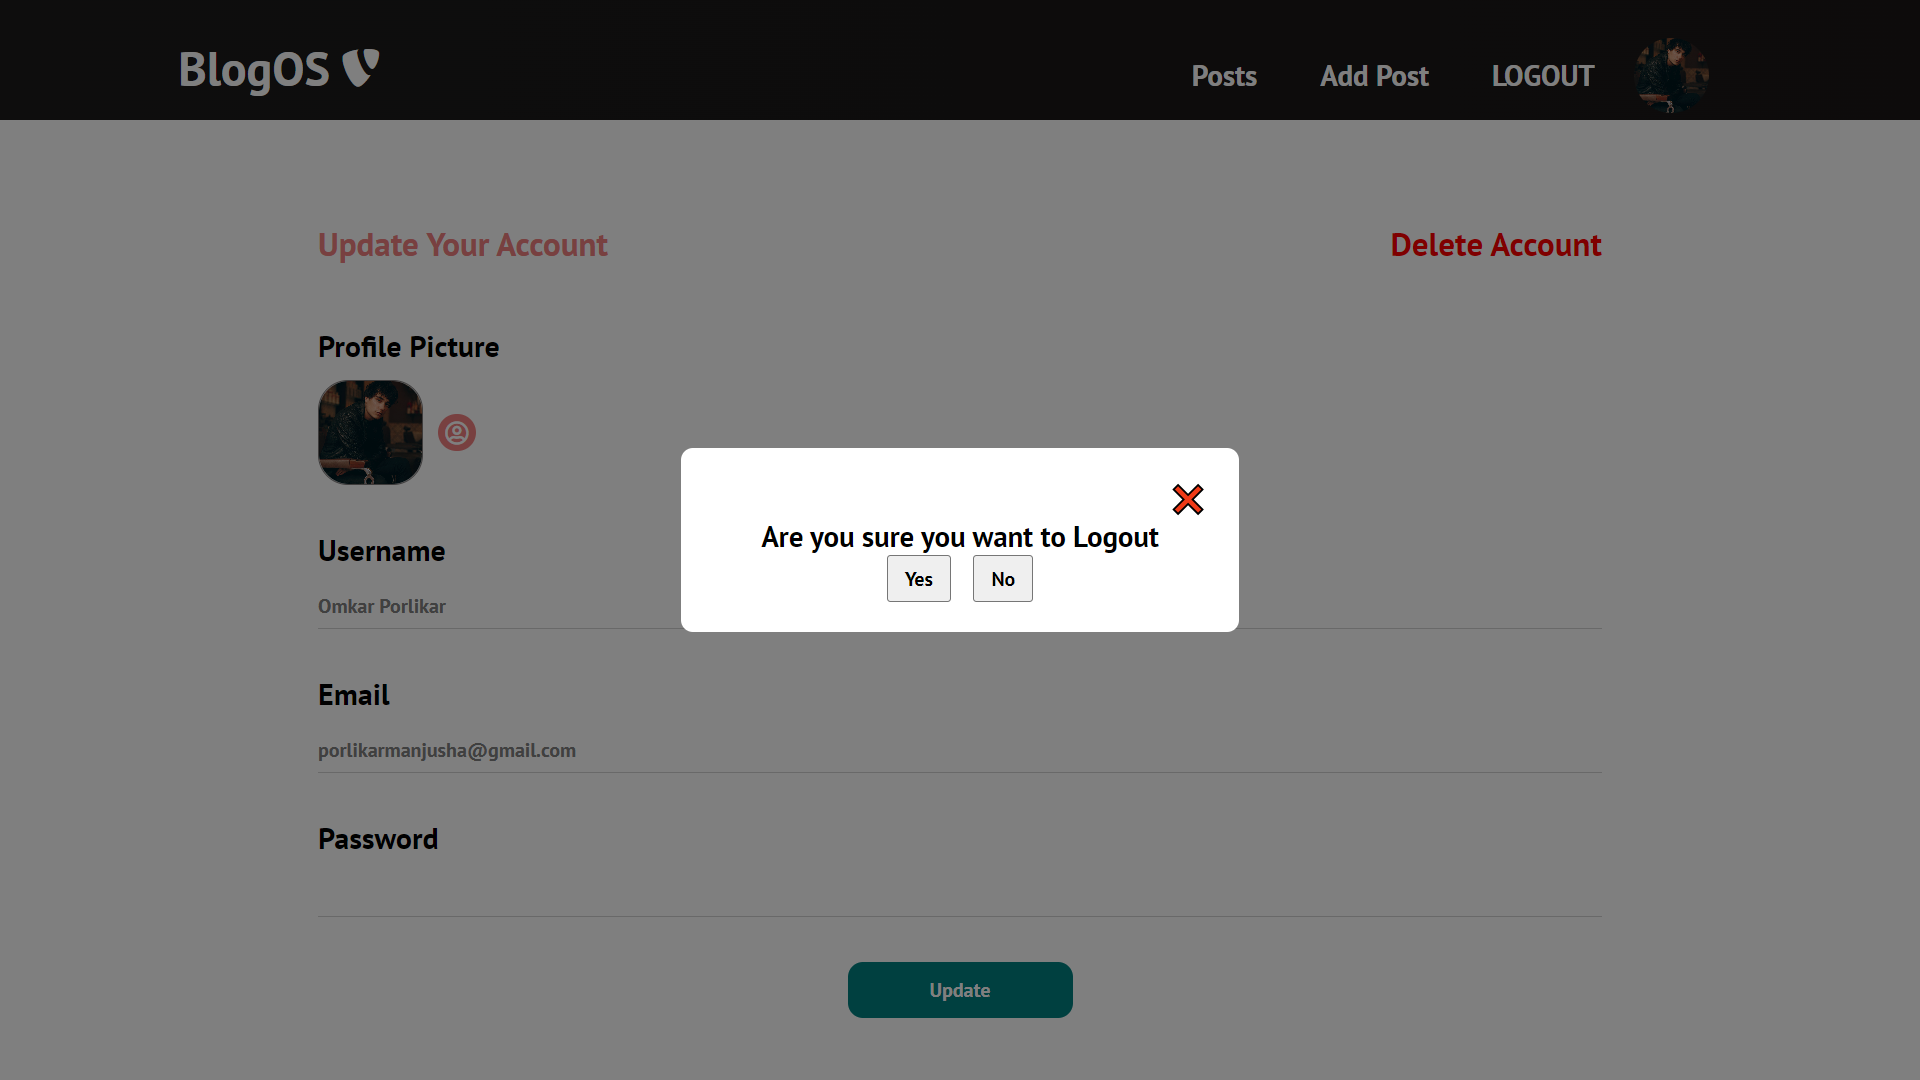 BlogOS
Posts Add Post LOGOUT
Update Your Account Delete Account
Profile Picture
Are you sure you want to Logout
Yes No
Username
Omkar Porlikar
Email
porlikarmanjusha@gmail.com
Password
Update